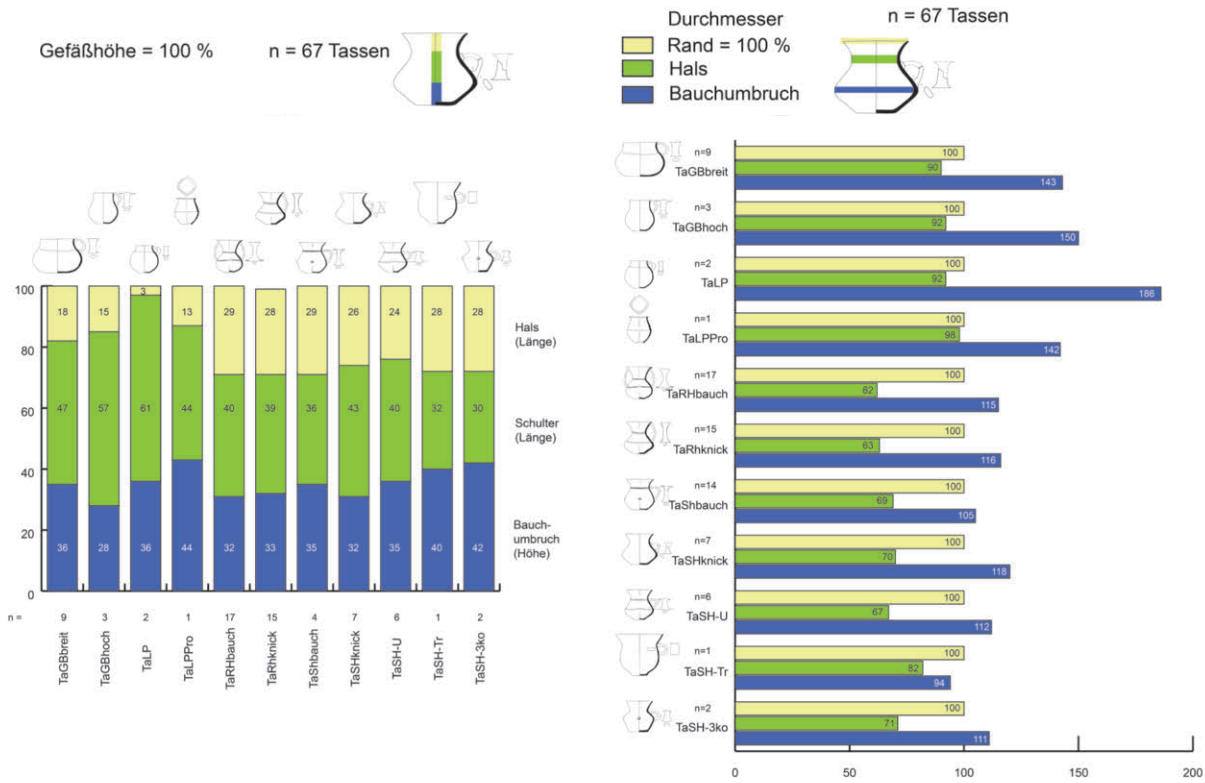 Gefäßhöhe = 100 %
n = 67 Tassen
100
80
60
40
20
0
18
15
3
13
29
28
29
26
24
28
28
47
57
61
44
40
39
36
43
40
32
30
36
28
36
44
32
33
35
32
35
40
42
Hals
(Länge)
Schulter
(Länge)
Bauch-
umbruch
(Höhe)
n = 9 3 2 1 17 15 4 7 6 1 2
TaGBbreit
TaGBhoch
TaLP
TaLPPro
TaRHbauch
TaRhknick
TaShbauch
TaSHknick
TaSH-U
TaSH-Tr
TaSH-3ko
Durchmesser
n = 67 Tassen
Rand = 100 %
Hals
Bauchumbruch
n=9
TaGBbreit
100
90
143
n=3
TaGBhoch
100
92
150
n=2
TaLP
100
92
186
n=1
TaLPPro
100
98
142
n=17
TaRHbauch
100
62
115
n=15
TaRhknick
100
63
116
n=14
TaShbauch
100
69
105
n=7
TaSHknick
100
70
118
n=6
TaSH-U
100
67
112
n=1
TaSH-Tr
100
82
94
n=2
TaSH-3ko
100
71
111
0 50 100 150 200